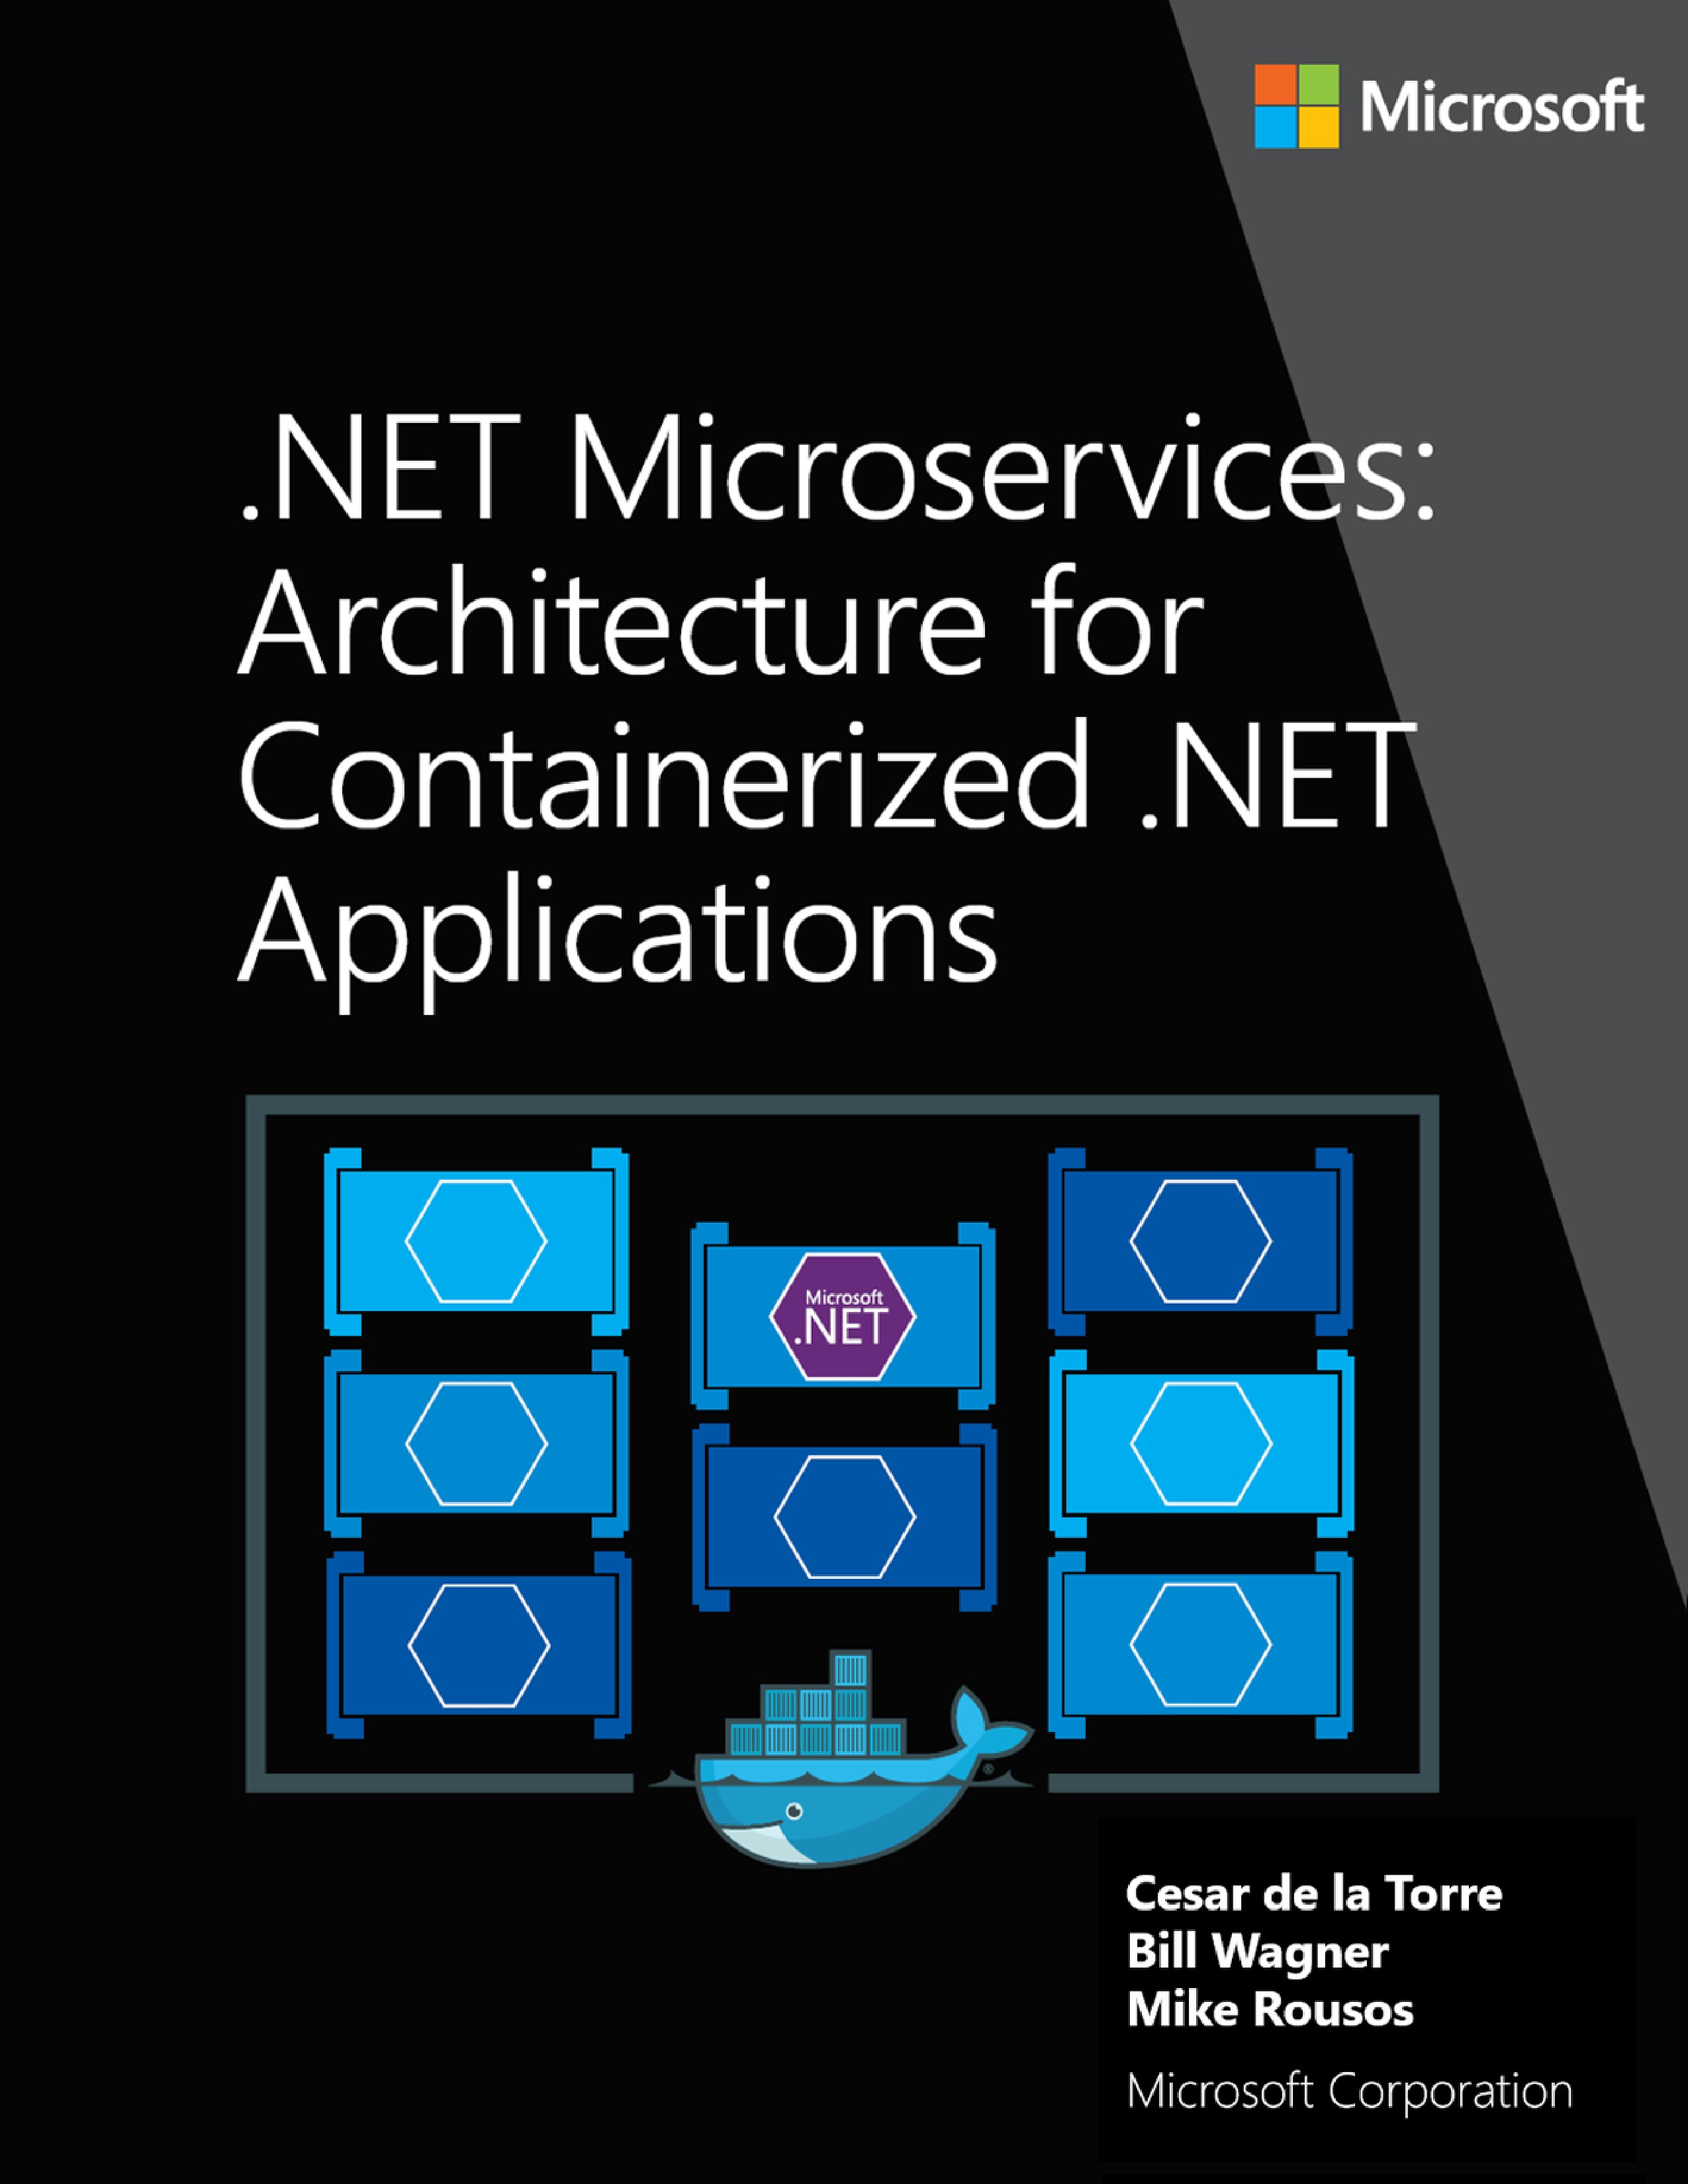 Microsoft
.NET Microservices:
Architecture for
Containerized .NET
Applications
Microsoft
.NET
®
Cesar de la Torre
Bill Wagner
Mike Rousos
Microsoft Corporation